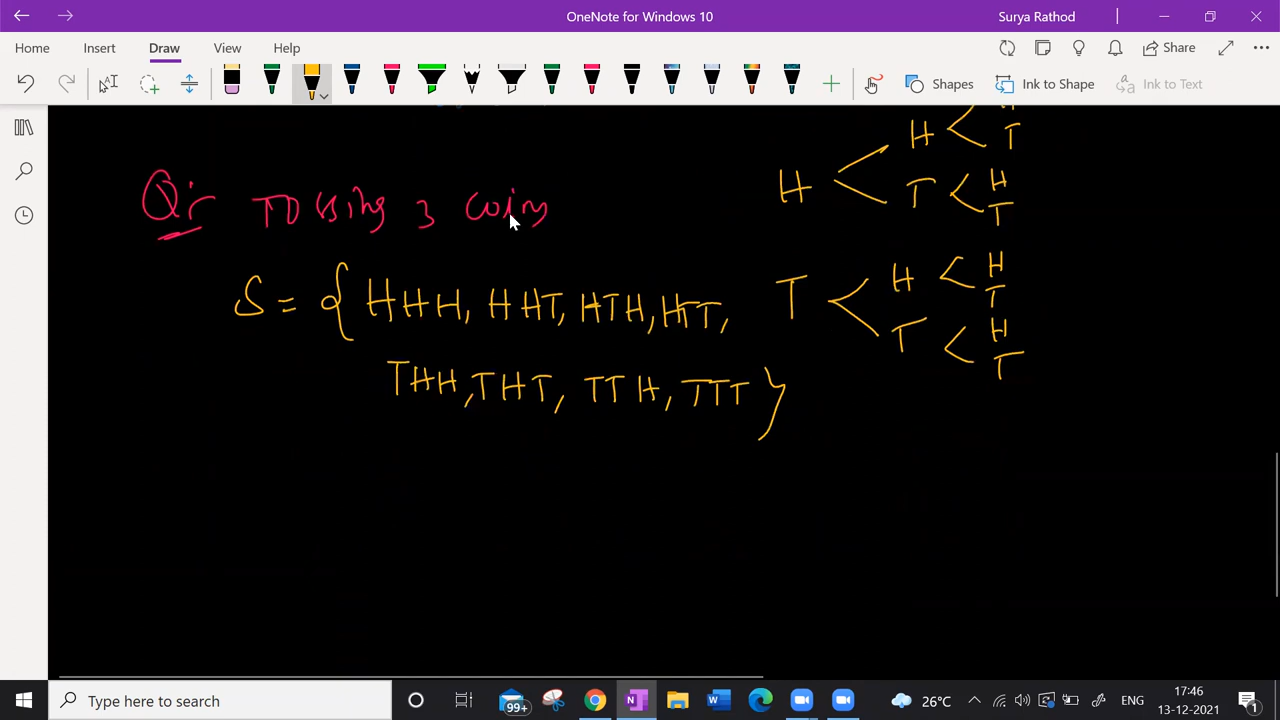 OneNote for Windows 10
Surya Rathod
Home Insert Draw View Help
Share
Shapes Ink to Shape Ink to Text
H
H < T
H < T < H
T
Q:- Tossing 3 coins
S = { HHH, HHT, HTH, HTT,
THH, THT, TTH, TTT }
T < H < H
T
T < H
T
Type here to search
99+
26°C
ENG
17:46
13-12-2021
1